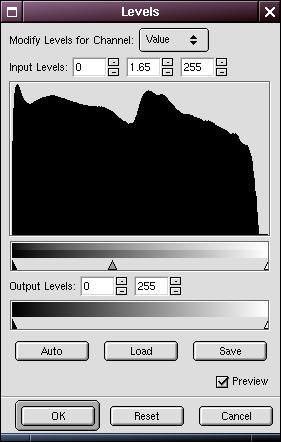 Levels
Modify Levels for Channel: Value
Input Levels: 0 1.65 255
Output Levels: 0 255
Auto Load Save
Preview
OK Reset Cancel